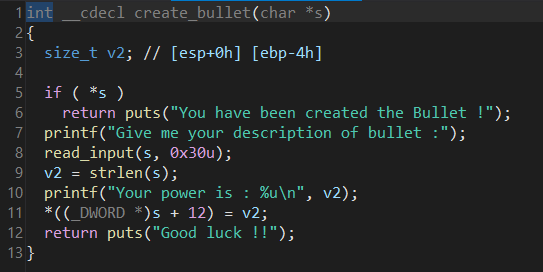 1 int __cdecl create_bullet(char *s)
2 {
3   size_t v2; // [esp+0h] [ebp-4h]
4
5   if ( *s )
6     return puts("You have been created the Bullet !");
7   printf("Give me your description of bullet :");
8   read_input(s, 0x30u);
9   v2 = strlen(s);
10   printf("Your power is : %u\n", v2);
11   *((_DWORD *)s + 12) = v2;
12   return puts("Good luck !!");
13 }